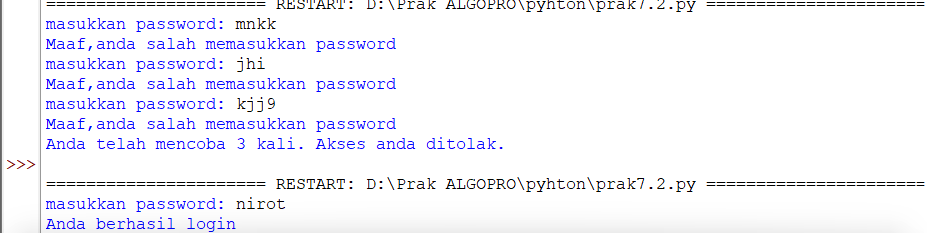 ====================== RESTART: D:\Prak ALGOPRO\pyhton\prak7.2.py ======================
masukkan password: mnkk
Maaf,anda salah memasukkan password
masukkan password: jhi
Maaf,anda salah memasukkan password
masukkan password: kjj9
Maaf,anda salah memasukkan password
Anda telah mencoba 3 kali. Akses anda ditolak.
>>>
====================== RESTART: D:\Prak ALGOPRO\pyhton\prak7.2.py ======================
masukkan password: nirot
Anda berhasil login